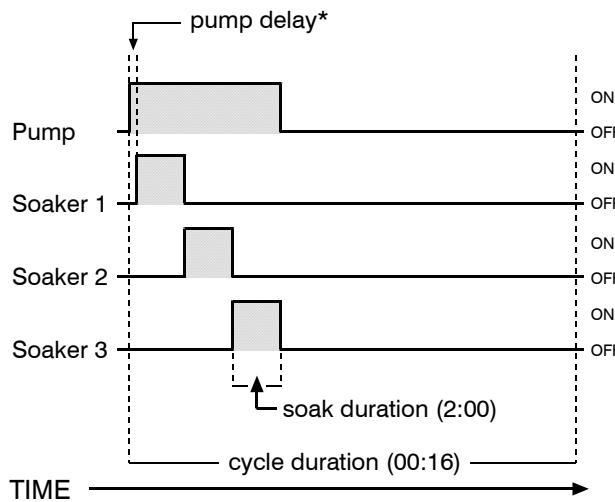 pump delay*
Pump
ON
OFF
Soaker 1
ON
OFF
Soaker 2
ON
OFF
Soaker 3
ON
OFF
soak duration (2:00)
cycle duration (00:16)
TIME